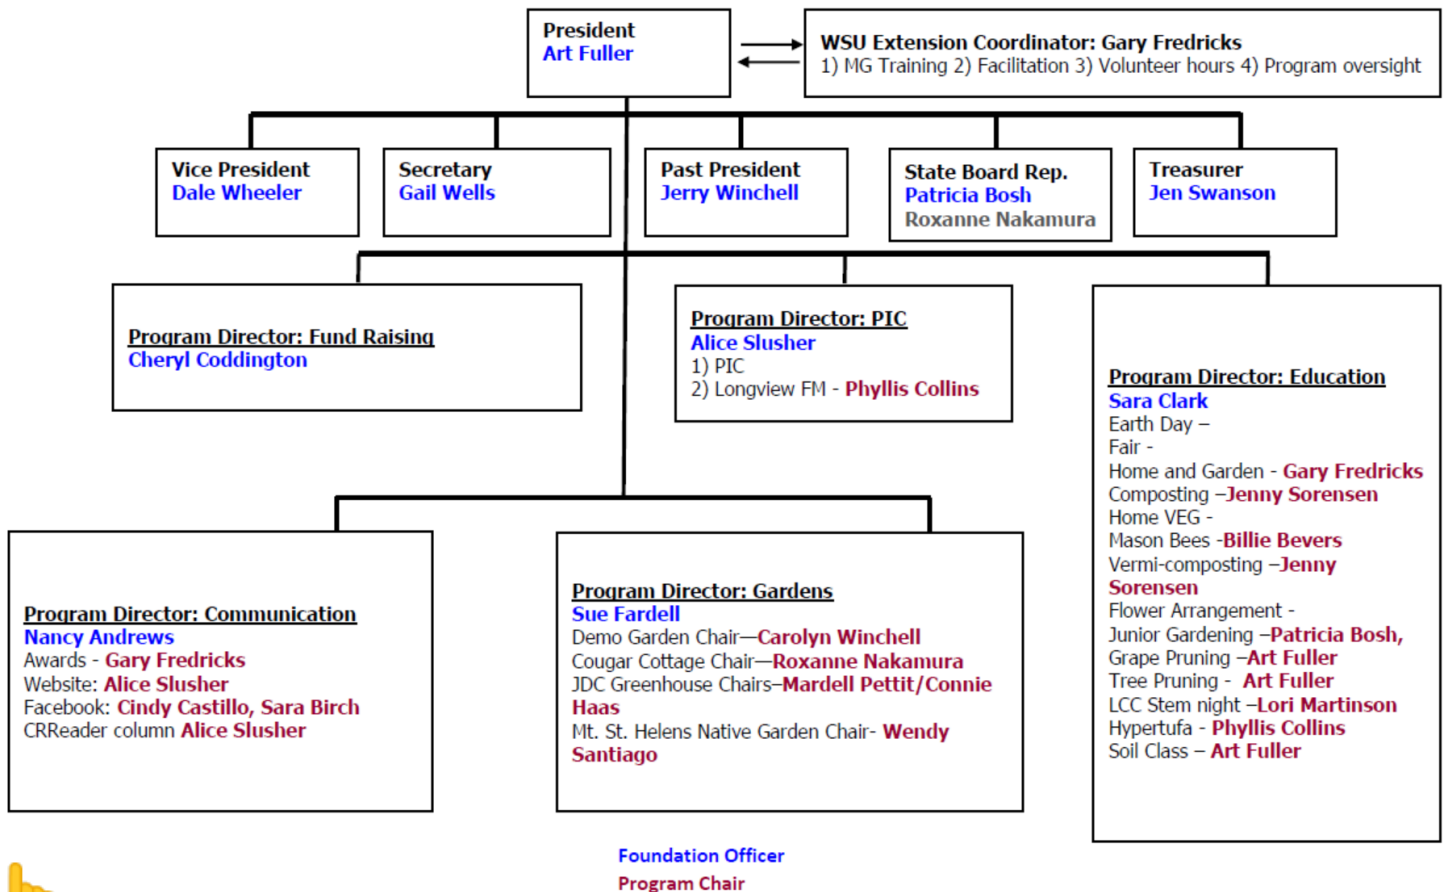 President
Art Fuller
WSU Extension Coordinator: Gary Fredricks
1) MG Training 2) Facilitation 3) Volunteer hours 4) Program oversight
Vice President
Dale Wheeler
Secretary
Gail Wells
Past President
Jerry Winchell
State Board Rep.
Patricia Bosh
Roxanne Nakamura
Treasurer
Jen Swanson
Program Director: Fund Raising
Cheryl Coddington
Program Director: PIC
Alice Slusher
1) PIC
2) Longview FM - Phyllis Collins
Program Director: Education
Sara Clark
Earth Day –
Fair -
Home and Garden - Gary Fredricks
Composting –Jenny Sorensen
Home VEG -
Mason Bees -Billie Bevers
Vermi-composting –Jenny
Sorensen
Flower Arrangement -
Junior Gardening –Patricia Bosh,
Grape Pruning –Art Fuller
Tree Pruning - Art Fuller
LCC Stem night –Lori Martinson
Hypertufa - Phyllis Collins
Soil Class – Art Fuller
Program Director: Communication
Nancy Andrews
Awards - Gary Fredricks
Website: Alice Slusher
Facebook: Cindy Castillo, Sara Birch
CRReader column Alice Slusher
Program Director: Gardens
Sue Fardell
Demo Garden Chair—Carolyn Winchell
Cougar Cottage Chair—Roxanne Nakamura
JDC Greenhouse Chairs–Mardell Pettit/Connie
Haas
Mt. St. Helens Native Garden Chair- Wendy
Santiago
Foundation Officer
Program Chair